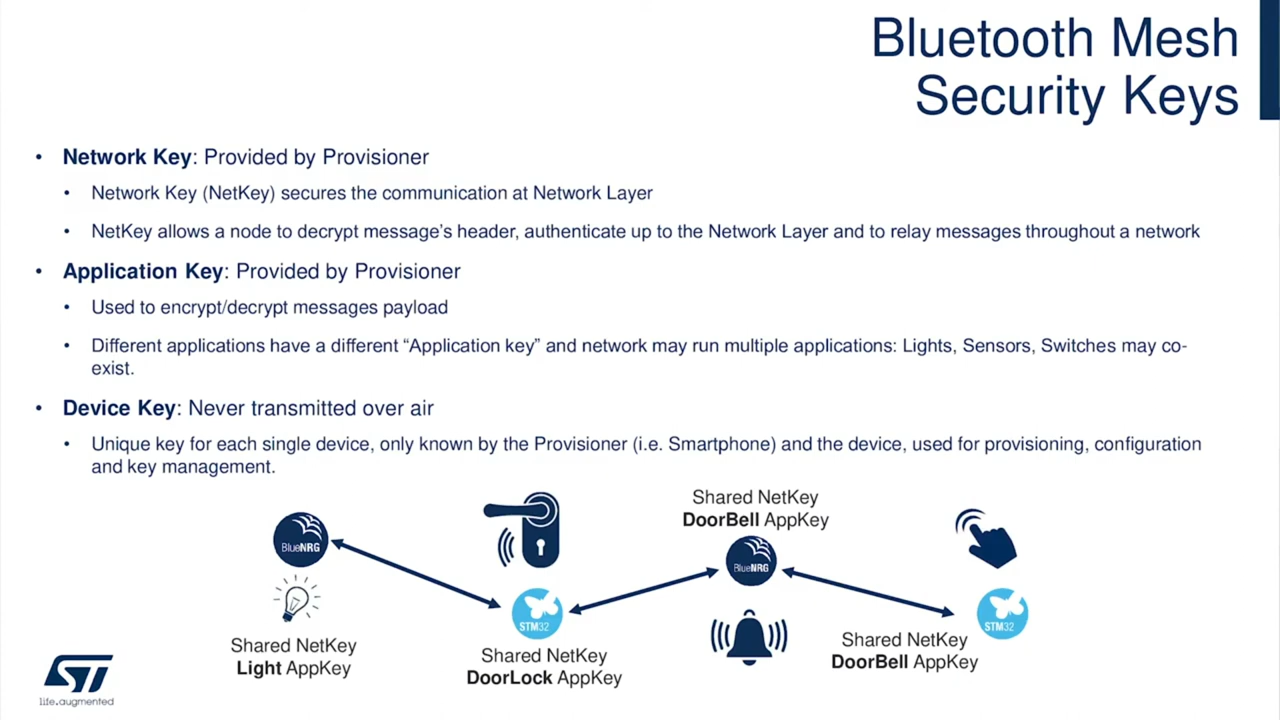 Bluetooth Mesh
Security Keys
• Network Key: Provided by Provisioner
• Network Key (NetKey) secures the communication at Network Layer
• NetKey allows a node to decrypt message's header, authenticate up to the Network Layer and to relay messages throughout a network
• Application Key: Provided by Provisioner
• Used to encrypt/decrypt messages payload
• Different applications have a different “Application key” and network may run multiple applications: Lights, Sensors, Switches may co-
exist.
• Device Key: Never transmitted over air
• Unique key for each single device, only known by the Provisioner (i.e. Smartphone) and the device, used for provisioning, configuration
and key management.
Shared NetKey
DoorBell AppKey
BlueNRG
BlueNRG
STM32
STM32
Shared NetKey
Light AppKey
Shared NetKey
DoorLock AppKey
Shared NetKey
DoorBell AppKey
ST
life.augmented